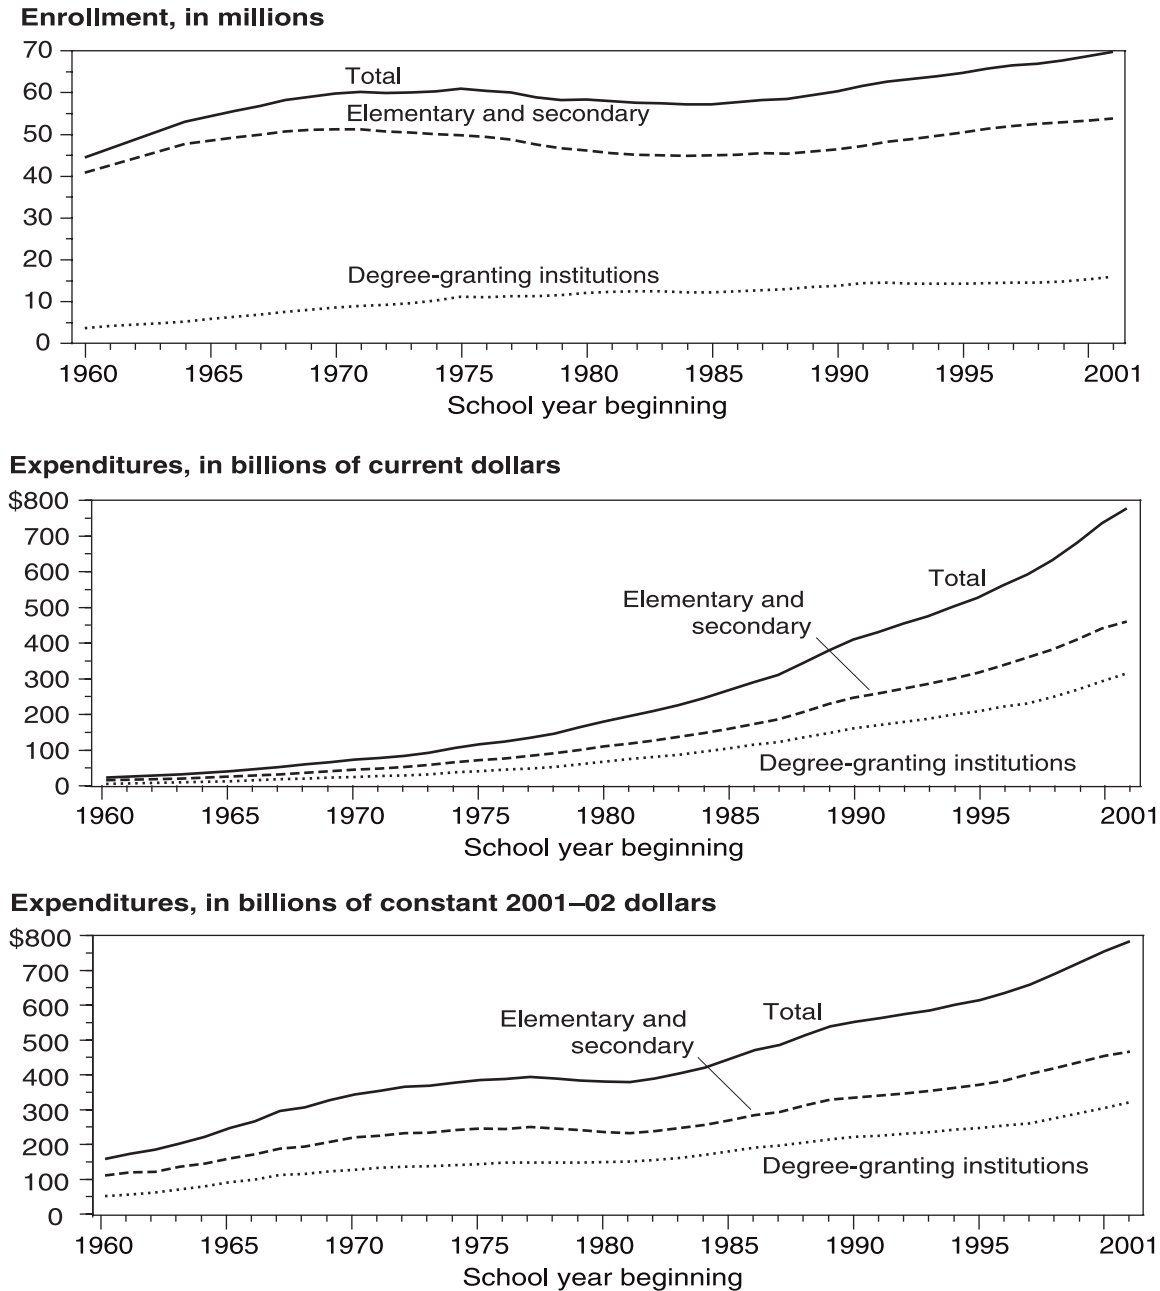 Enrollment, in millions
70
60
50
40
30
20
10
0
Total
Elementary and secondary
Degree-granting institutions
1960 1965 1970 1975 1980 1985 1990 1995 2001
School year beginning
Expenditures, in billions of current dollars
$800
700
600
500
400
300
200
100
0
Total
Elementary and
secondary
Degree-granting institutions
1960 1965 1970 1975 1980 1985 1990 1995 2001
School year beginning
Expenditures, in billions of constant 2001–02 dollars
$800
700
600
500
400
300
200
100
0
Total
Elementary and
secondary
Degree-granting institutions
1960 1965 1970 1975 1980 1985 1990 1995 2001
School year beginning